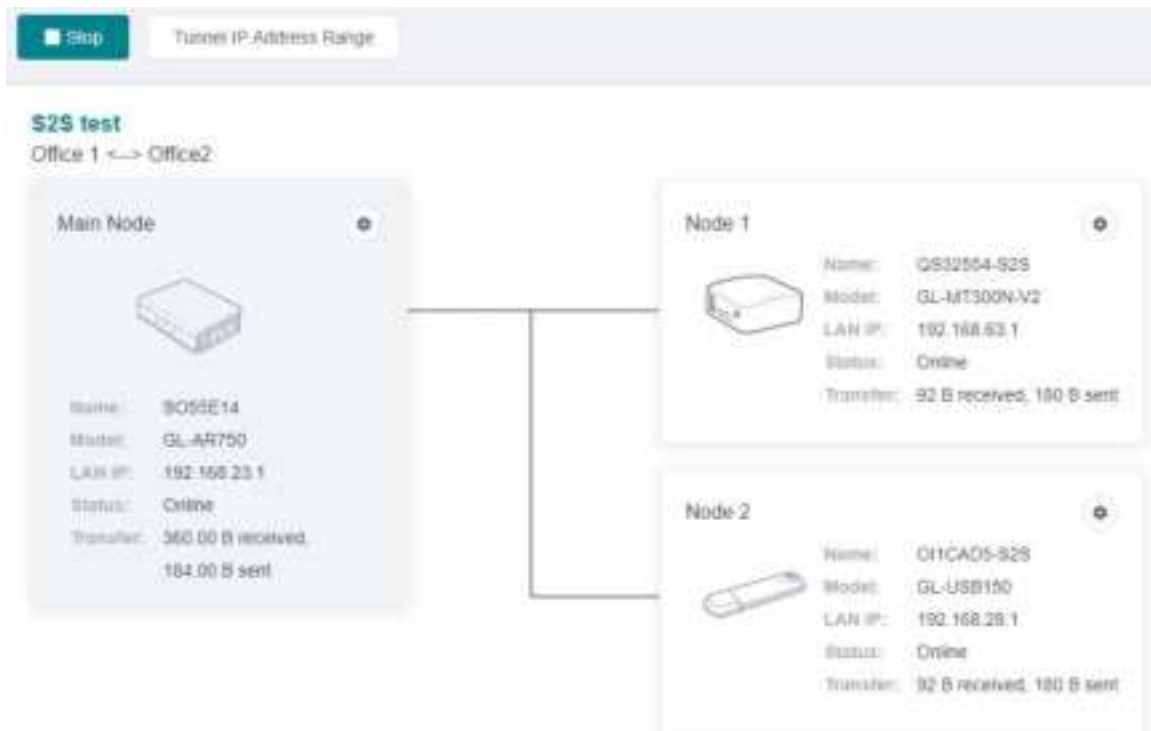 Stop
Tunnel IP Address Range
S2S test
Office 1 <--> Office2
Main Node
Name: SO55E14
Model: GL-AR750
LAN IP: 192.168.23.1
Status: Online
Transfer: 360.00 B received,
184.00 B sent
Node 1
Name: QS32554-S2S
Model: GL-MT300N-V2
LAN IP: 192.168.63.1
Status: Online
Transfer: 92 B received, 180 B sent
Node 2
Name: OI1CAD5-S2S
Model: GL-USB150
LAN IP: 192.168.28.1
Status: Online
Transfer: 92 B received, 180 B sent